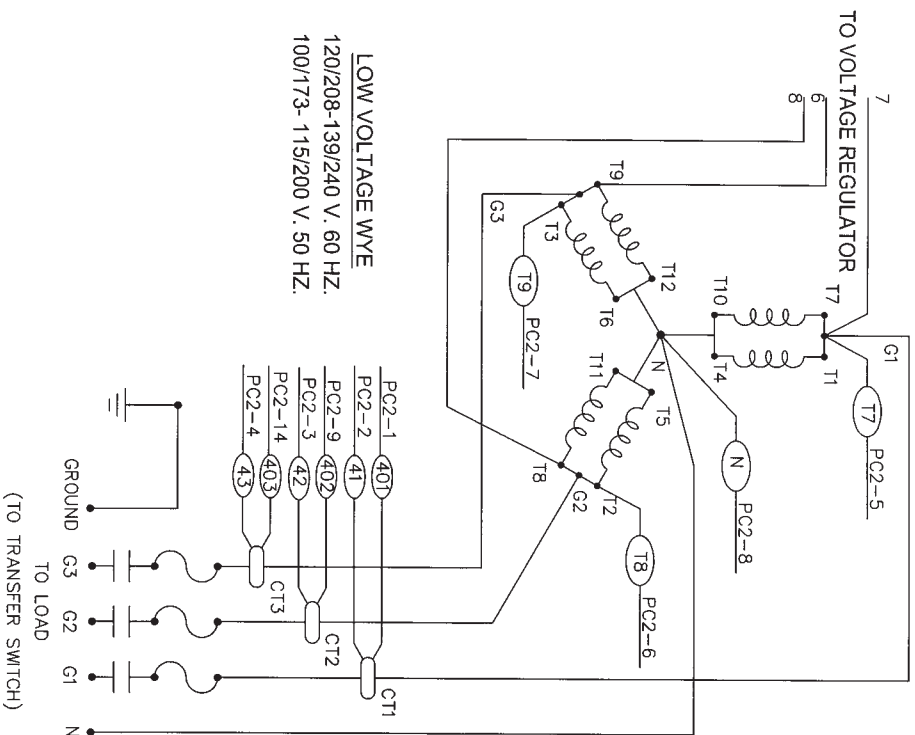 TO VOLTAGE REGULATOR
7
6
8
T7
G1
T1
T7
PC2-5
T10
T4
N
PC2-8
N
T9
T12
G3
T3
T6
T9
PC2-7
T11
T5
T8
G2
T2
T8
PC2-6
LOW VOLTAGE WYE
120/208-139/240 V. 60 HZ.
100/173- 115/200 V. 50 HZ.
PC2-1
401
PC2-2
41
CT1
PC2-9
402
PC2-3
42
CT2
PC2-14
403
PC2-4
43
CT3
GROUND
G3
G2
G1
N
TO LOAD
(TO TRANSFER SWITCH)